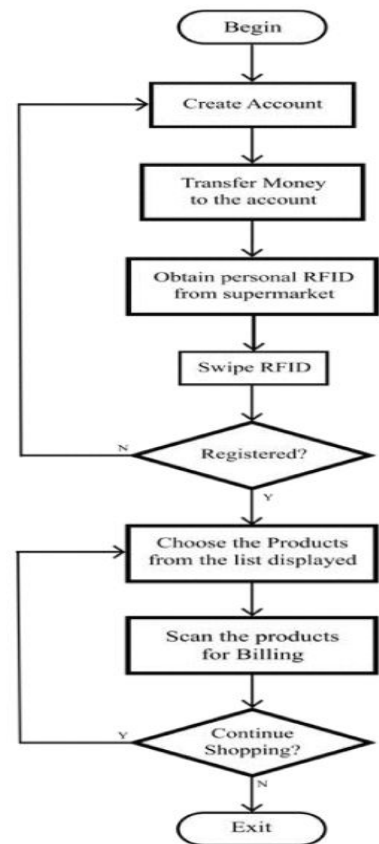 Begin
Create Account
Transfer Money
to the account
Obtain personal RFID
from supermarket
Swipe RFID
N
Registered?
Y
Choose the Products
from the list displayed
Scan the products
for Billing
Y
Continue
Shopping?
N
Exit